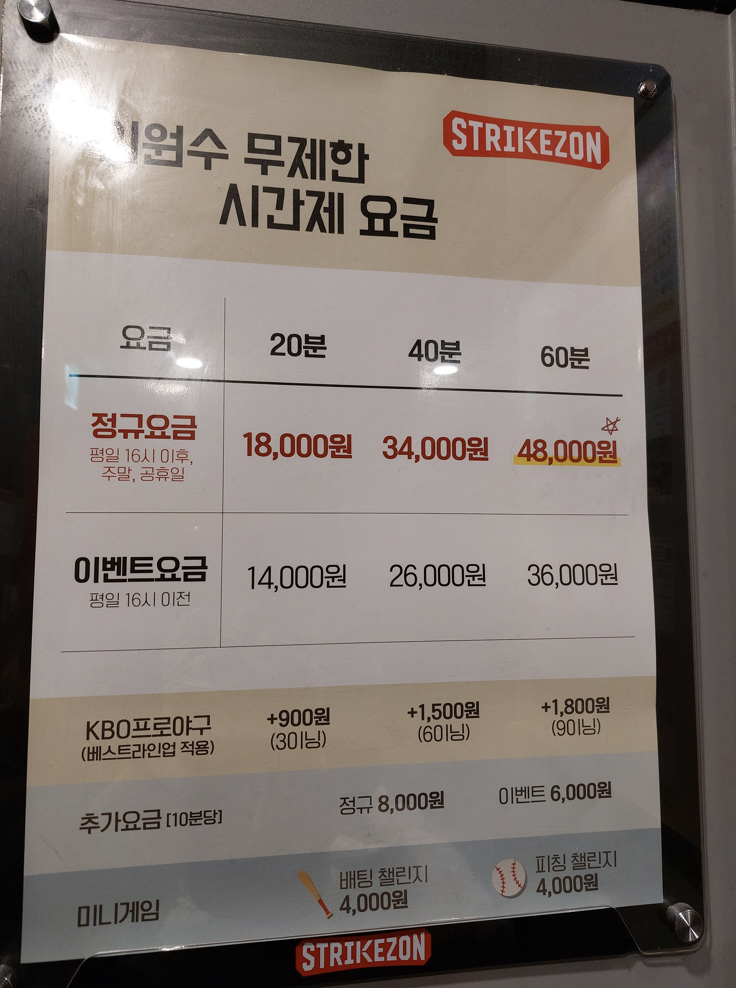 무제한
STRIKEZON
시간제 요금
요금 20분 40분 60분
정규요금 18,000원 34,000원 48,000원
평일 16시 이후,
주말, 공휴일
이벤트요금 14,000원 26,000원 36,000원
평일 16시 이전
KBO프로야구 +900원 +1,500원 +1,800원
(베스트라인업 적용) (3이닝) (6이닝) (9이닝)
추가요금 [10분당] 정규 8,000원 이벤트 6,000원
미니게임 배팅 챌린지 피칭 챌린지
4,000원 4,000원
STRIKEZON